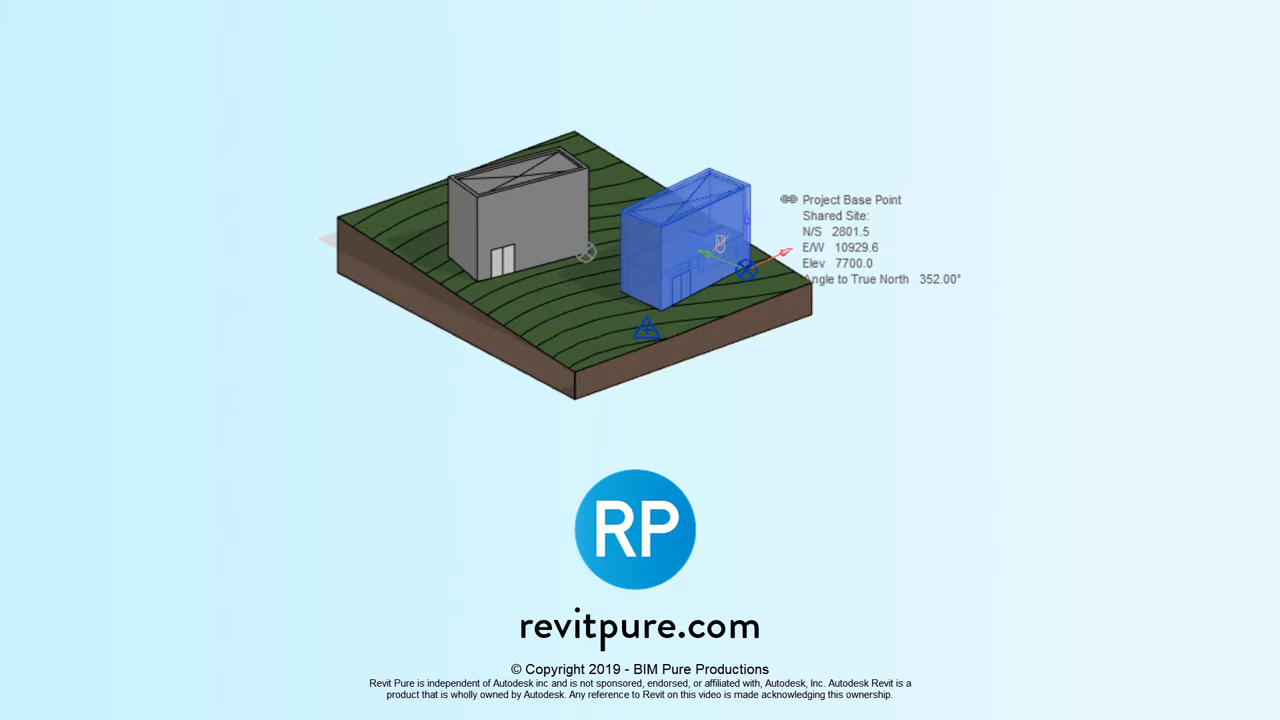 Project Base Point
Shared Site:
N/S 2801.5
E/W 10929.6
Elev 7700.0
Angle to True North 352.00°
RP
revitpure.com
© Copyright 2019 - BIM Pure Productions
Revit Pure is independent of Autodesk inc and is not sponsored, endorsed, or affiliated with, Autodesk, Inc. Autodesk Revit is a
product that is wholly owned by Autodesk. Any reference to Revit on this video is made acknowledging this ownership.